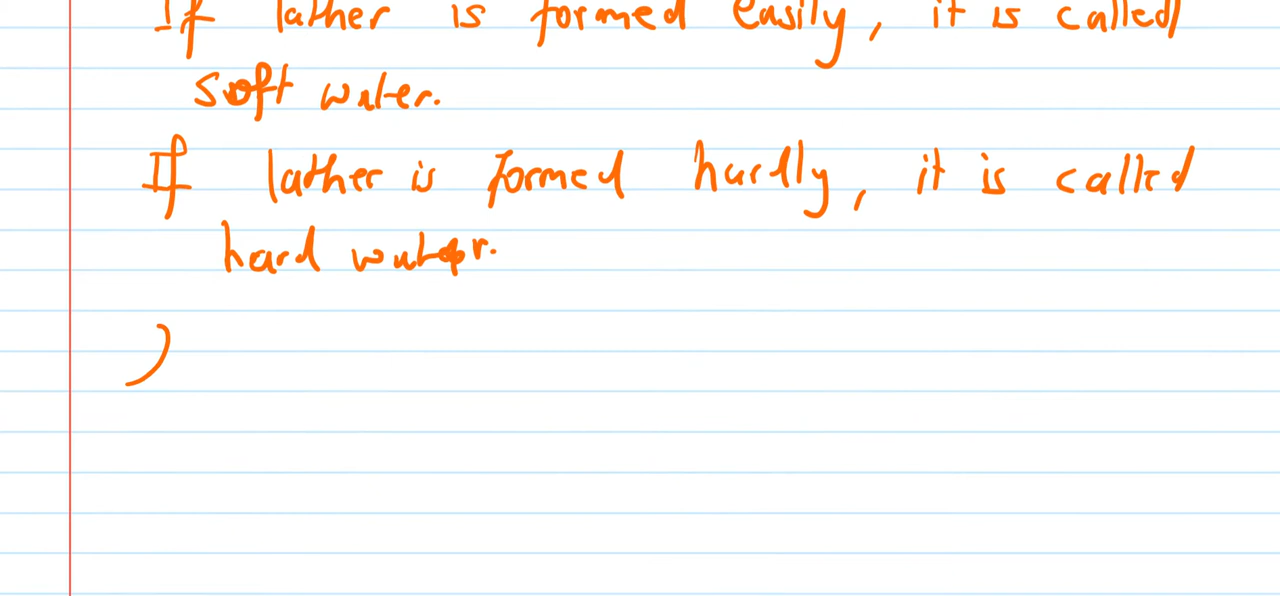 If lather is formed easily, it is called
soft water.
If lather is formed hardly, it is called
hard water.